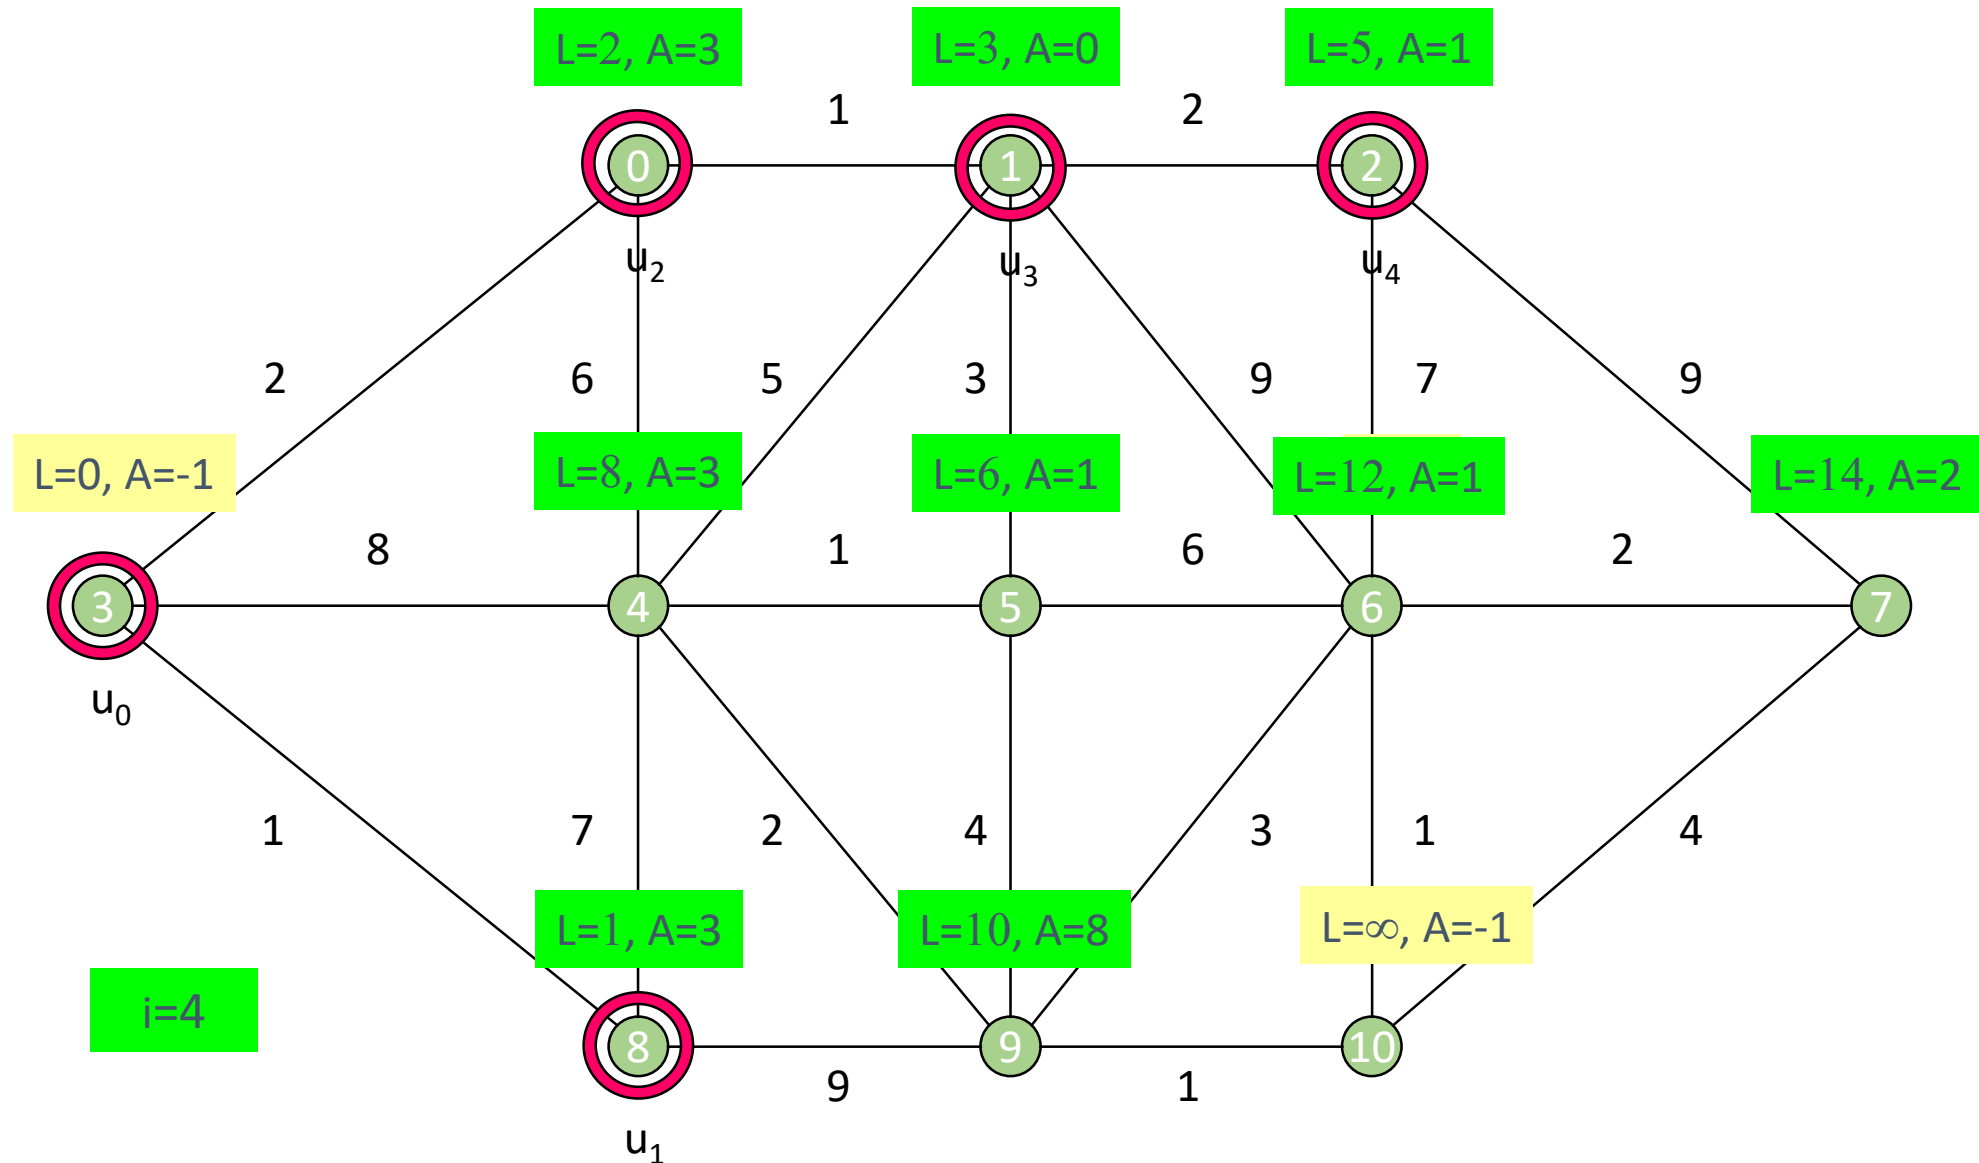 L=2, A=3
L=3, A=0
L=5, A=1
1
2
0
1
2
u2
u3
u4
2
6
5
3
9
7
9
L=0, A=-1
L=8, A=3
L=6, A=1
L=12, A=1
L=14, A=2
8
1
6
2
3
4
5
6
7
u0
1
7
2
4
3
1
4
L=1, A=3
L=10, A=8
L=∞, A=-1
i=4
8
9
10
9
1
u1